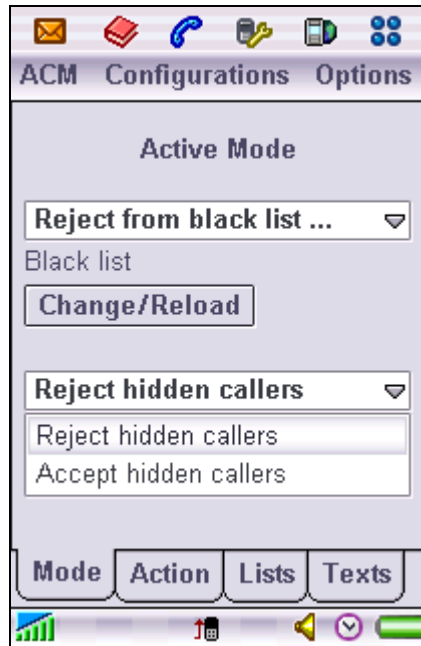 ACM Configurations Options
Active Mode
Reject from black list ...
Black list
Change/Reload
Reject hidden callers
Reject hidden callers
Accept hidden callers
Mode Action Lists Texts